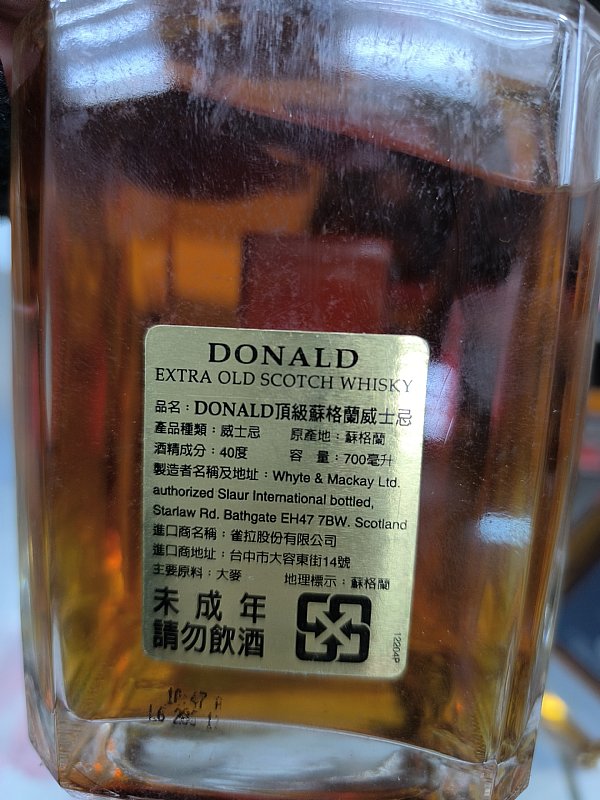 DONALD
EXTRA OLD SCOTCH WHISKY
品名：DONALD頂級蘇格蘭威士忌
產品種類：威士忌 原產地：蘇格蘭
酒精成分：40度 容 量：700毫升
製造者名稱及地址：Whyte & Mackay Ltd.
authorized Slaur International bottled,
Starlaw Rd. Bathgate EH47 7BW. Scotland
進口商名稱：雀拉股份有限公司
進口商地址：台中市大容東街14號
主要原料：大麥 地理標示：蘇格蘭
未成年
請勿飲酒
12204P